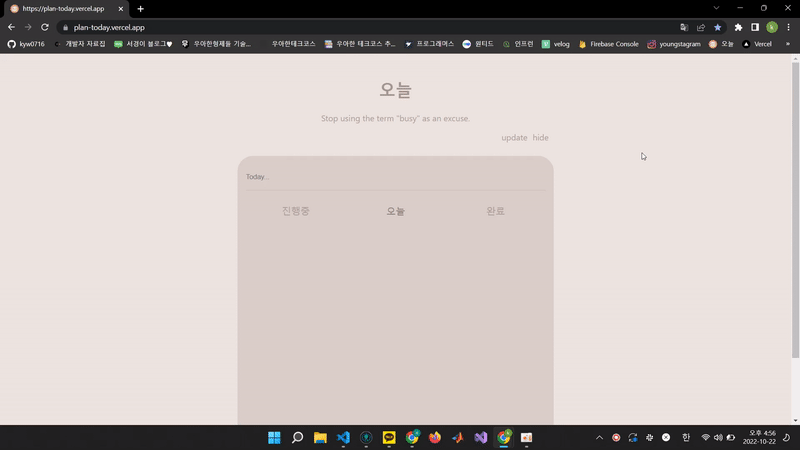 https://plan-today.vercel.app
plan-today.vercel.app
kyw0716 개발자 자료집 서경이 블로그♥ 우아한형제들 기술... 우아한테크코스 우아한 테크코스 추... 프로그래머스 원티드 인프런 velog Firebase Console youngstagram 오늘 Vercel »
오늘
Stop using the term "busy" as an excuse.
update hide
Today...
진행중 오늘 완료
한
오후 4:56
2022-10-22